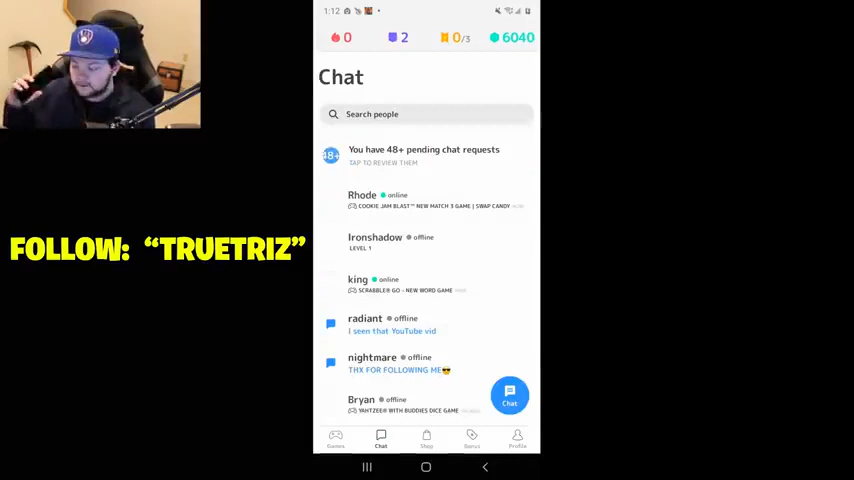 1:12
0
2
0/3
6040
Chat
Search people
48+
You have 48+ pending chat requests
TAP TO REVIEW THEM
Rhode online
COOKIE JAM BLAST™ NEW MATCH 3 GAME | SWAP CANDY
Ironshadow offline
LEVEL 1
king online
SCRABBLE® GO - NEW WORD GAME
radiant offline
I seen that YouTube vid
nightmare offline
THX FOR FOLLOWING ME😎
Bryan offline
YAHTZEE® WITH BUDDIES DICE GAME
Chat
Games
Chat
Shop
Bonus
Profile
FOLLOW: “TRUETRIZ”